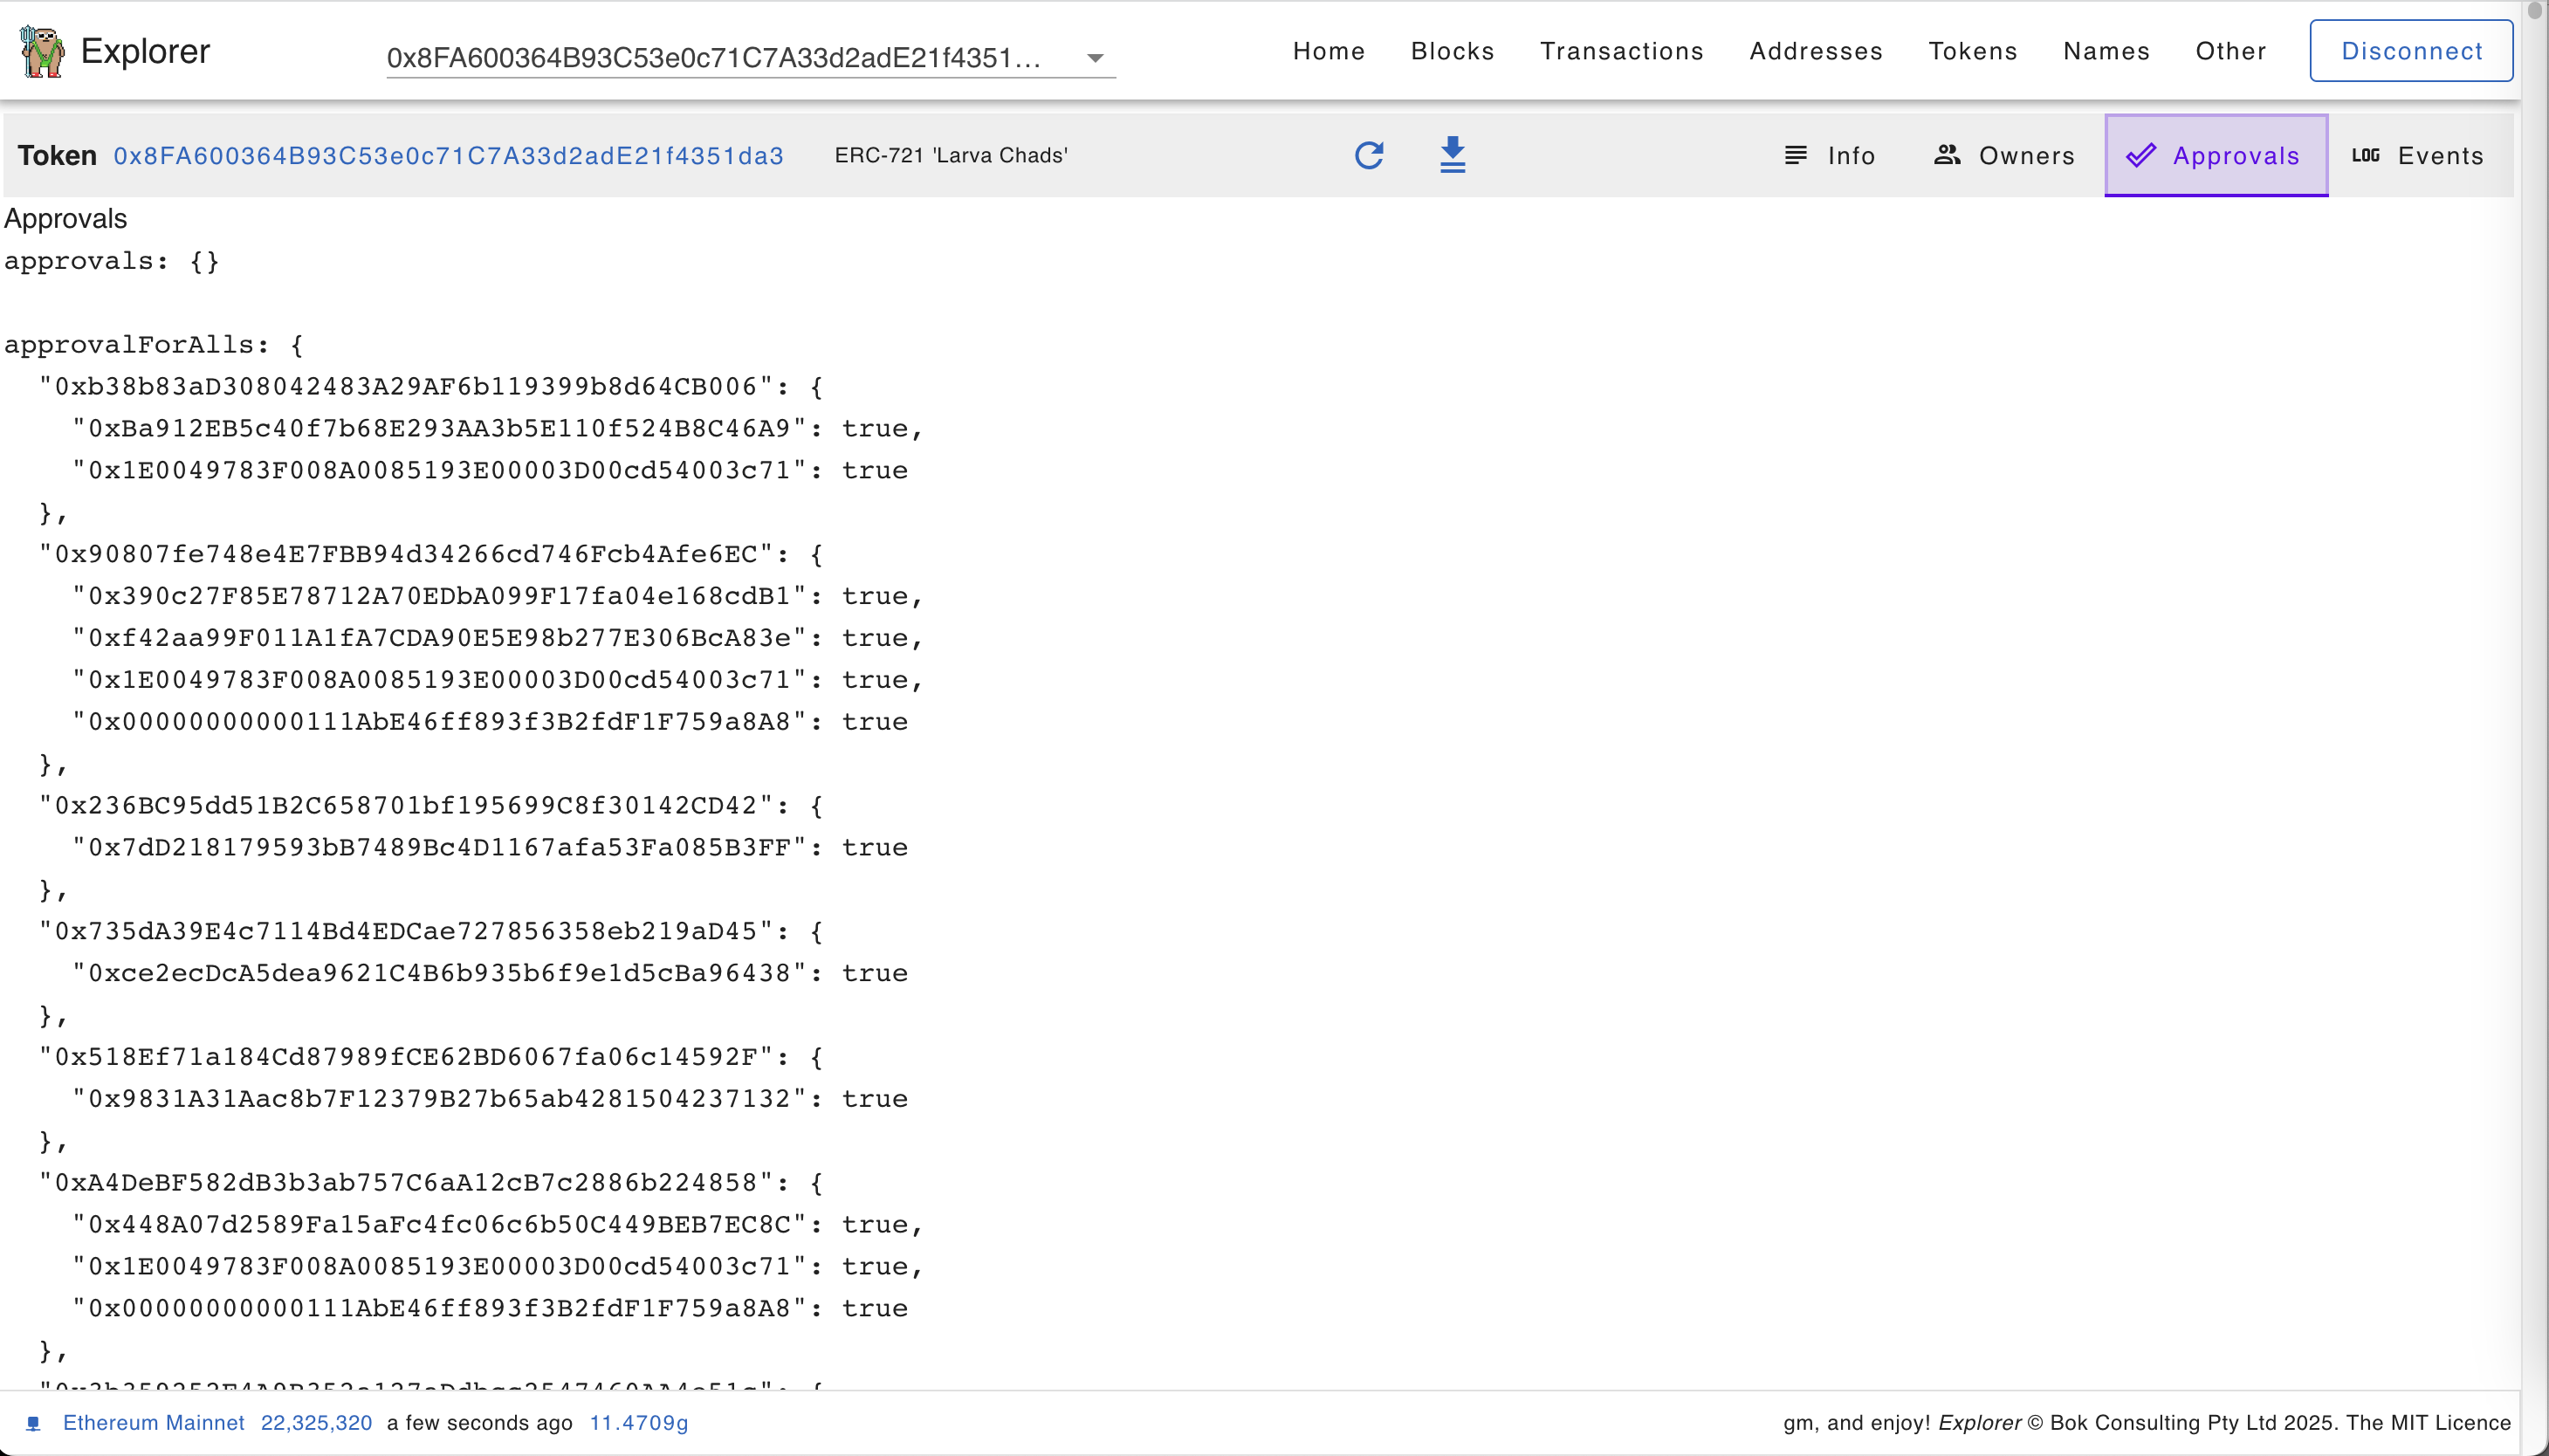 Explorer 0x8FA600364B93C53e0c71C7A33d2adE21f4351... Home Blocks Transactions Addresses Tokens Names Other Disconnect
Token 0x8FA600364B93C53e0c71C7A33d2adE21f4351da3 ERC-721 'Larva Chads' Info Owners Approvals LOG Events
Approvals
approvals: {}
approvalForAlls: {
"0xb38b83aD308042483A29AF6b119399b8d64CB006": {
"0xBa912EB5c40f7b68E293AA3b5E110f524B8C46A9": true,
"0x1E0049783F008A0085193E00003D00cd54003c71": true
},
"0x90807fe748e4E7FBB94d34266cd746Fcb4Afe6EC": {
"0x390c27F85E78712A70EDbA099F17fa04e168cdB1": true,
"0xf42aa99F011A1fA7CDA90E5E98b277E306BcA83e": true,
"0x1E0049783F008A0085193E00003D00cd54003c71": true,
"0x00000000000111AbE46ff893f3B2fdF1F759a8A8": true
},
"0x236BC95dd51B2C658701bf195699C8f30142CD42": {
"0x7dD218179593bB7489Bc4D1167afa53Fa085B3FF": true
},
"0x735dA39E4c7114Bd4EDCae727856358eb219aD45": {
"0xce2ecDcA5dea9621C4B6b935b6f9e1d5cBa96438": true
},
"0x518Ef71a184Cd87989fCE62BD6067fa06c14592F": {
"0x9831A31Aac8b7F12379B27b65ab4281504237132": true
},
"0xA4DeBF582dB3b3ab757C6aA12cB7c2886b224858": {
"0x448A07d2589Fa15aFc4fc06c6b50C449BEB7EC8C": true,
"0x1E0049783F008A0085193E00003D00cd54003c71": true,
"0x00000000000111AbE46ff893f3B2fdF1F759a8A8": true
},
Ethereum Mainnet 22,325,320 a few seconds ago 11.4709g gm, and enjoy! Explorer © Bok Consulting Pty Ltd 2025. The MIT Licence